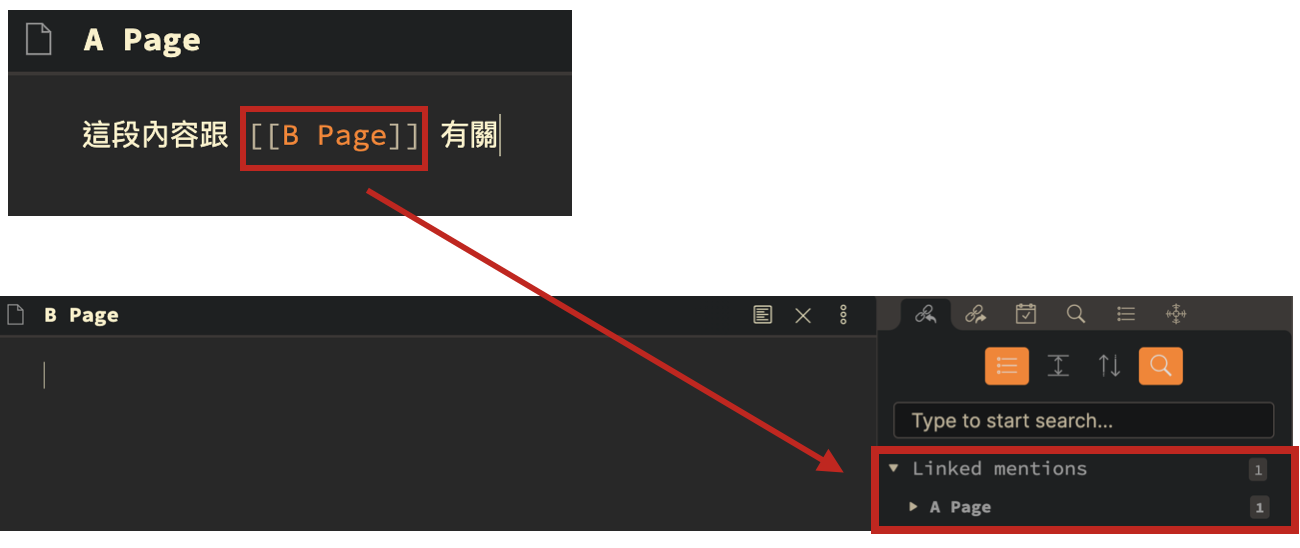 A Page
這段內容跟 [[B Page]] 有關
B Page
Type to start search...
Linked mentions 1
A Page 1